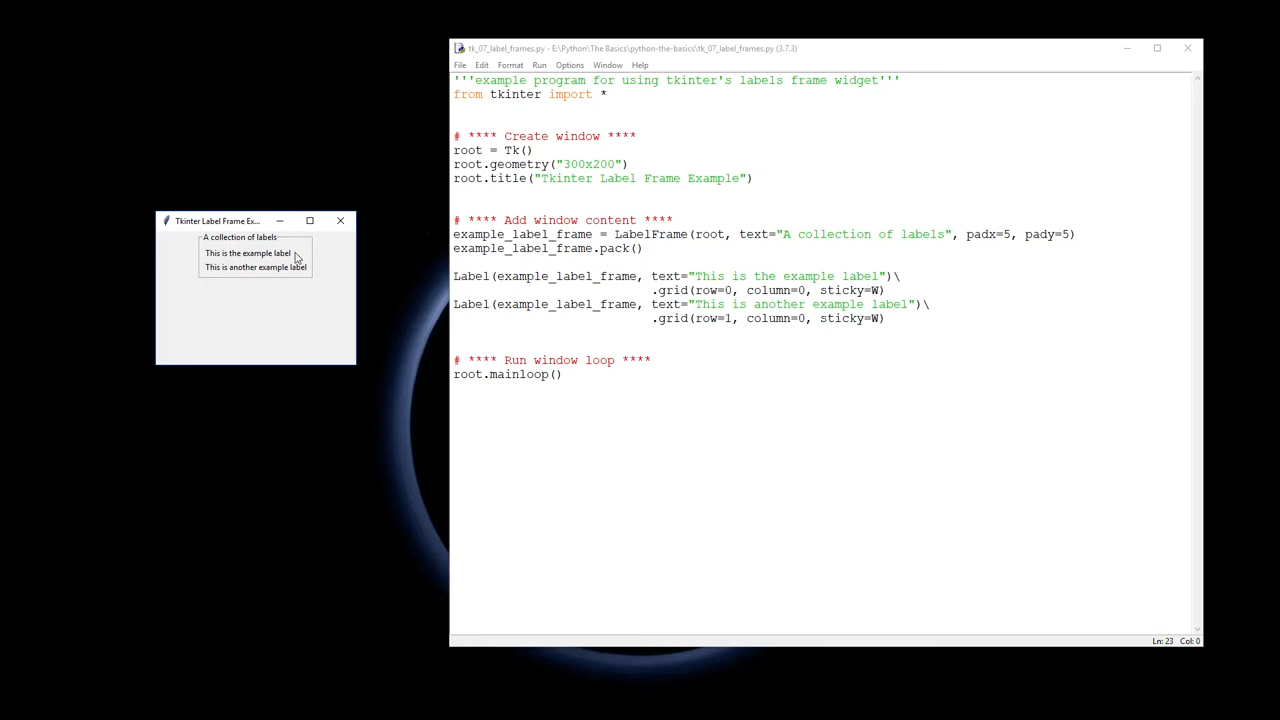 tk_07_label_frames.py - E:\Python\The Basics\python-the-basics\tk_07_label_frames.py (3.7.3)
File Edit Format Run Options Window Help
'''example program for using tkinter's labels frame widget'''
from tkinter import *
# **** Create window ****
root = Tk()
root.geometry("300x200")
root.title("Tkinter Label Frame Example")
# **** Add window content ****
example_label_frame = LabelFrame(root, text="A collection of labels", padx=5, pady=5)
example_label_frame.pack()
Label(example_label_frame, text="This is the example label")\
.grid(row=0, column=0, sticky=W)
Label(example_label_frame, text="This is another example label")\
.grid(row=1, column=0, sticky=W)
# **** Run window loop ****
root.mainloop()
Ln: 23 Col: 0
Tkinter Label Frame Ex...
A collection of labels
This is the example label
This is another example label